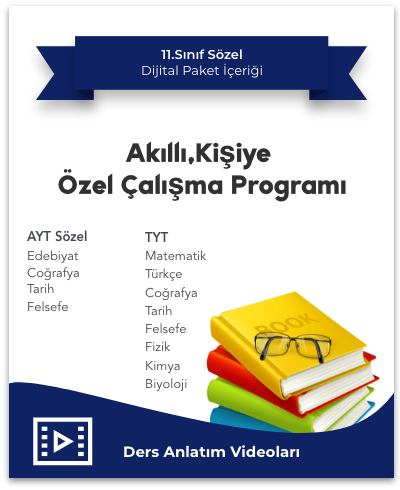 11.Sınıf Sözel
Dijital Paket İçeriği
Akıllı,Kişiye
Özel Çalışma Programı
AYT Sözel
Edebiyat
Coğrafya
Tarih
Felsefe
TYT
Matematik
Türkçe
Coğrafya
Tarih
Felsefe
Fizik
Kimya
Biyoloji
BOOK
Ders Anlatım Videoları